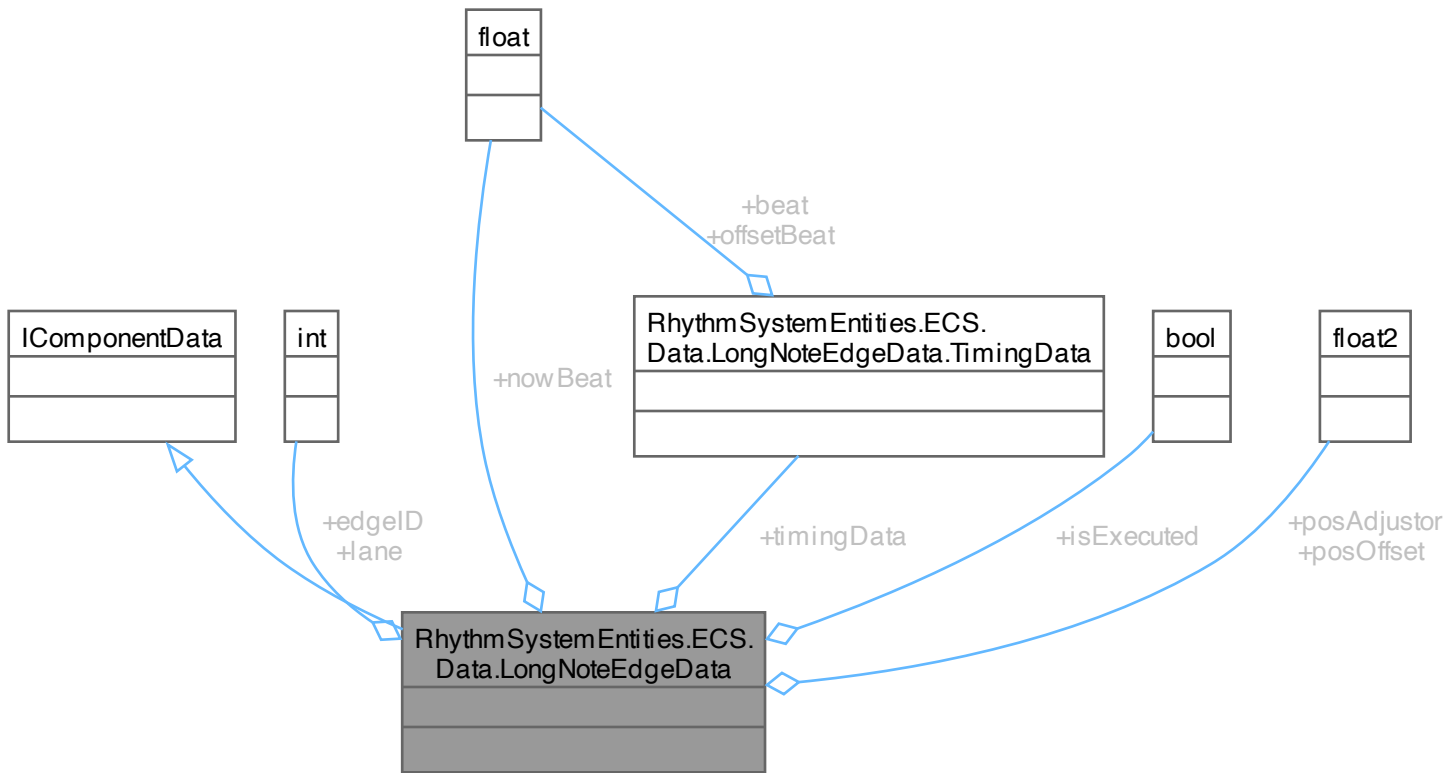 float
+beat
+offsetBeat
IComponentData
int
RhythmSystemEntities.ECS.
Data.LongNoteEdgeData.TimingData
bool
float2
+nowBeat
+edgeID
+lane
+timingData
+isExecuted
+posAdjustor
+posOffset
RhythmSystemEntities.ECS.
Data.LongNoteEdgeData